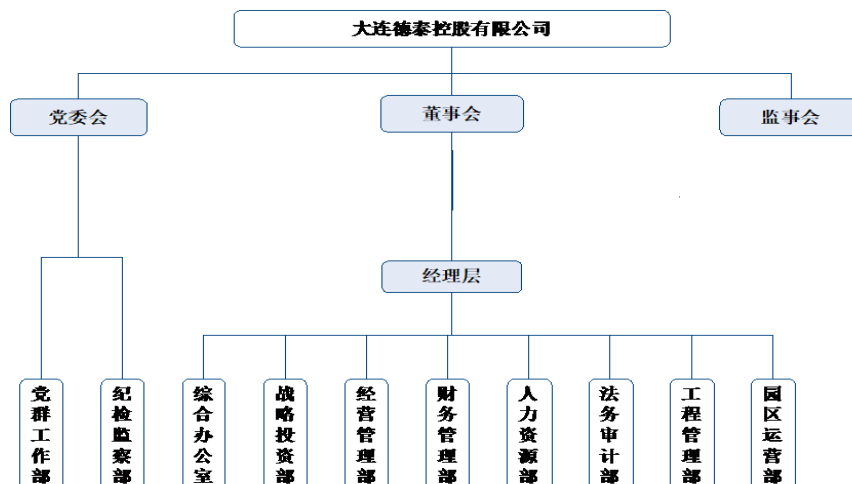 大连德泰控股有限公司
党委会
董事会
监事会
经理层
党群工作部
纪检监察部
综合办公室
战略投资部
经营管理部
财务管理部
人力资源部
法务审计部
工程管理部
园区运营部